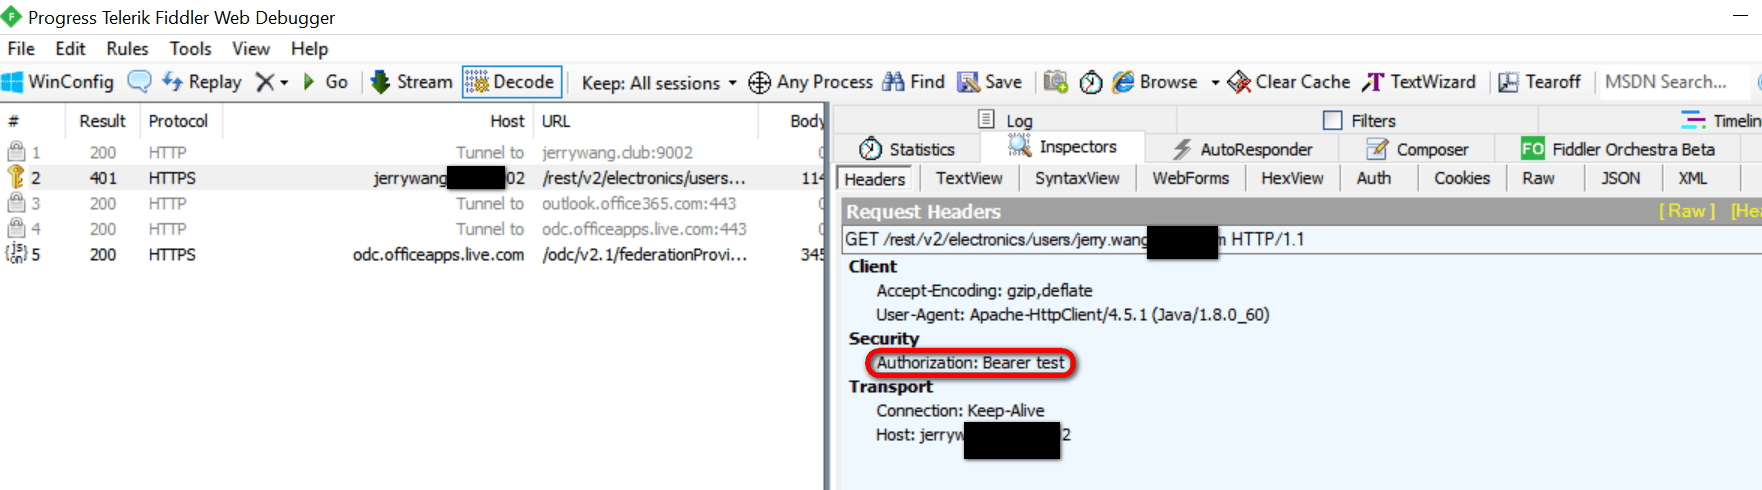 Progress Telerik Fiddler Web Debugger
File Edit Rules Tools View Help
WinConfig Replay Go Stream Decode Keep: All sessions Any Process Find Save Browse Clear Cache TextWizard Tearoff MSDN Search...
# Result Protocol Host URL Body
1 200 HTTP Tunnel to jerrywang.club:9002 0
2 401 HTTPS jerrywang 02 /rest/v2/electronics/users... 114
3 200 HTTP Tunnel to outlook.office365.com:443 0
4 200 HTTP Tunnel to odc.officeapps.live.com:443 0
{js on} 5 200 HTTPS odc.officeapps.live.com /odc/v2.1/federationProvi... 345
Log Filters Timelin
Statistics Inspectors AutoResponder Composer FO Fiddler Orchestra Beta
Headers TextView SyntaxView WebForms HexView Auth Cookies Raw JSON XML
Request Headers [ Raw ] [Hea
GET /rest/v2/electronics/users/jerry.wang m HTTP/1.1
Client
Accept-Encoding: gzip,deflate
User-Agent: Apache-HttpClient/4.5.1 (Java/1.8.0_60)
Security
Authorization: Bearer test
Transport
Connection: Keep-Alive
Host: jerryw 2